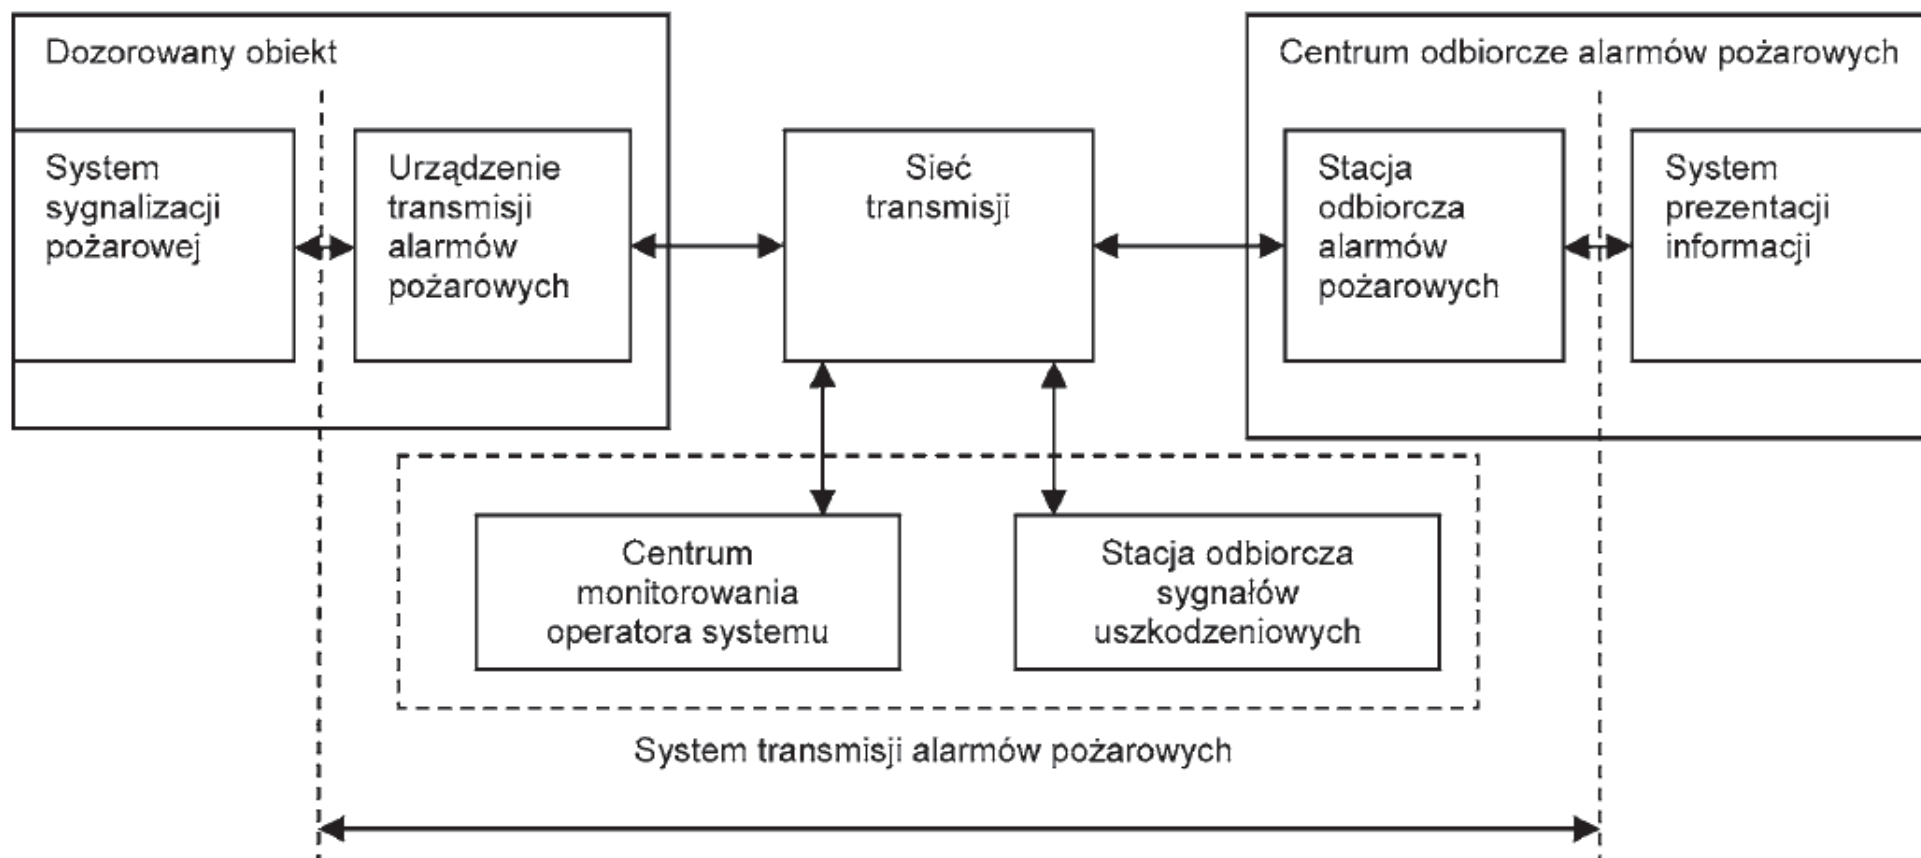 Dozorowany obiekt
System
sygnalizacji
pożarowej
Urządzenie
transmisji
alarmów
pożarowych
Sieć
transmisji
Centrum odbiorcze alarmów pożarowych
Stacja
odbiorcza
alarmów
pożarowych
System
prezentacji
informacji
Centrum
monitorowania
operatora systemu
Stacja odbiorcza
sygnałów
uszkodzeniowych
System transmisji alarmów pożarowych